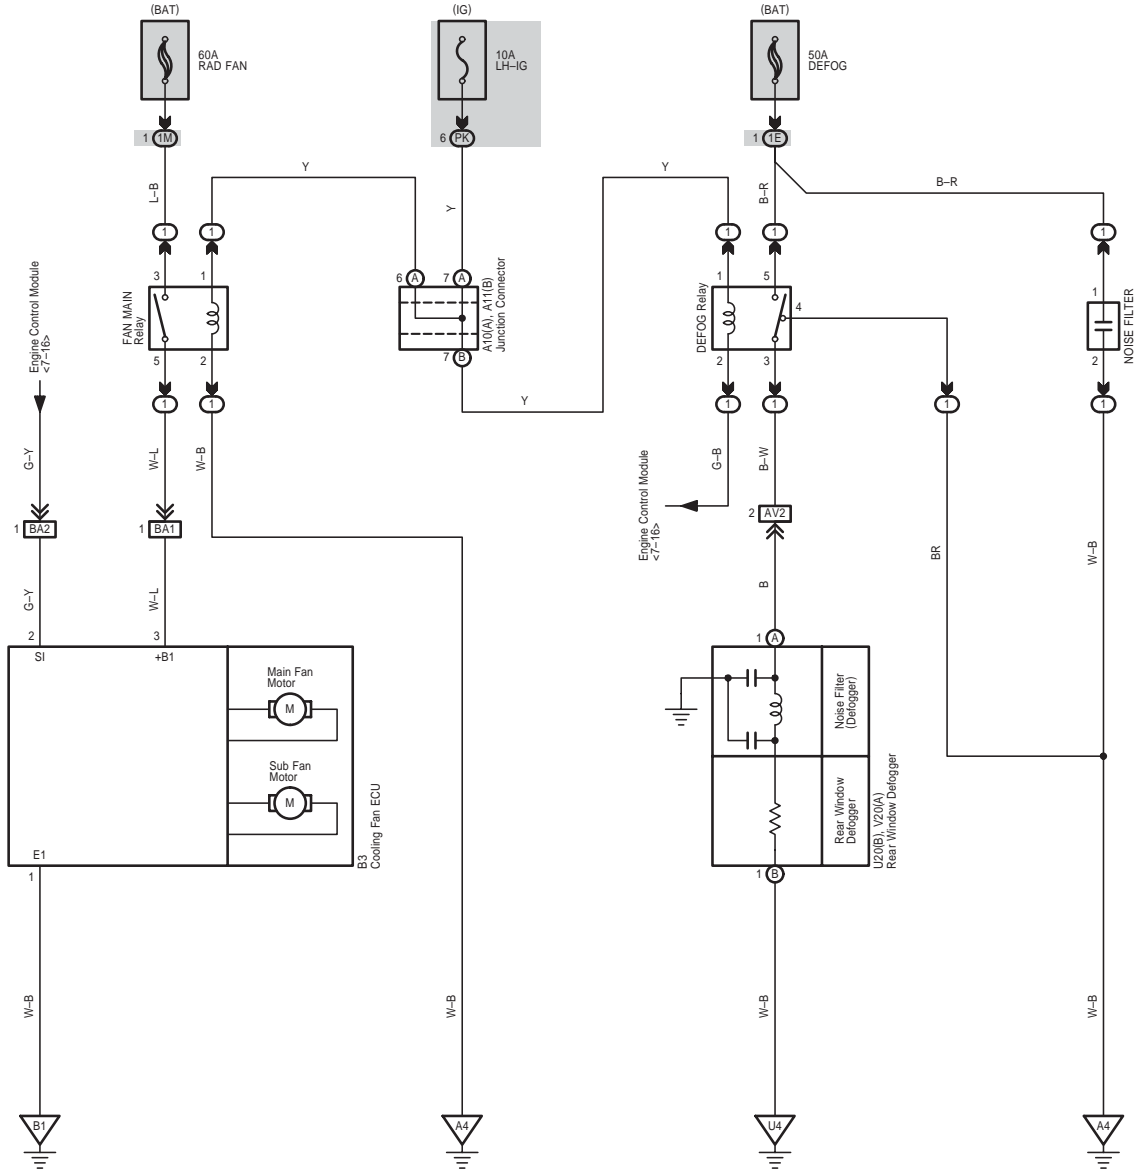 (BAT)
(IG)
(BAT)
60A
RAD FAN
10A
LH–IG
50A
DEFOG
1 1M
6 PK
1 1E
Y
Y
B–R
L–B
Y
B–R
1
1
1
1
1
Engine Control Module
<7–16>
3
1
6 A
7 A
1
5
1
FAN MAIN
Relay
A10(A), A11(B)
Junction Connector
DEFOG Relay
4
NOISE FILTER
5
2
7 B
2
3
2
1
1
1
1
1
1
Y
G–Y
W–L
W–B
G–B
B–W
Engine Control Module
<7–16>
1 BA2
1 BA1
2 AV2
BR
W–B
G–Y
W–L
B
2
3
1 A
SI
+B1
Main Fan
Motor
M
Noise Filter
(Defogger)
Sub Fan
Motor
M
Rear Window
Defogger
E1
B3
Cooling Fan ECU
U20(B), V20(A)
Rear Window Defogger
1
1 B
W–B
W–B
W–B
W–B
B1
A4
U4
A4